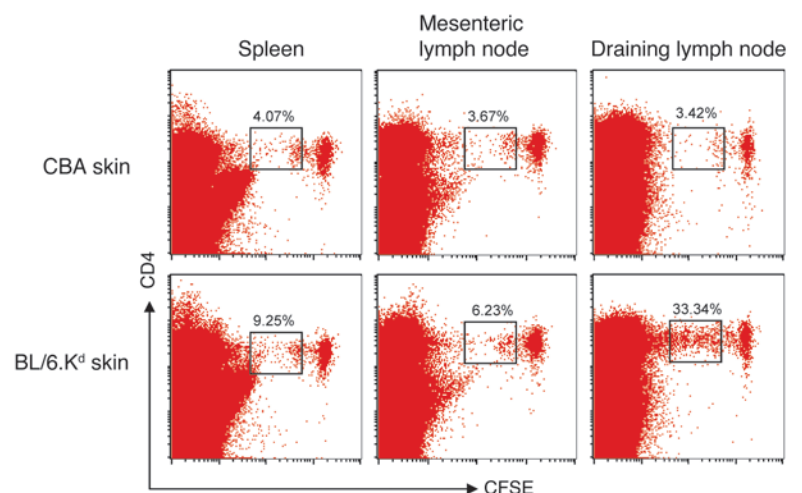 Spleen
Mesenteric
lymph node
Draining lymph node
CBA skin
4.07%
3.67%
3.42%
CD4
BL/6.Kᵈ skin
9.25%
6.23%
33.34%
CFSE